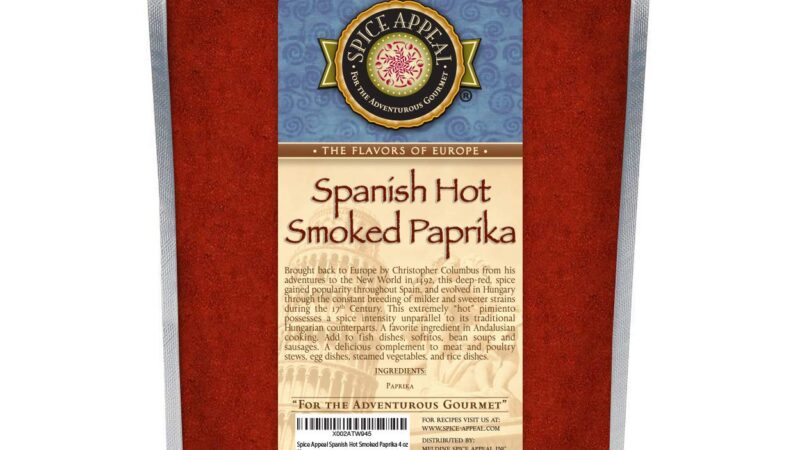 SPICE APPEAL
• FOR THE ADVENTUROUS GOURMET •
®
• THE FLAVORS OF EUROPE •
Spanish Hot
Smoked Paprika
Brought back to Europe by Christopher Columbus from his
adventures to the New World in 1492, this deep-red, spice
gained popularity throughout Spain, and evolved in Hungary
through the constant breeding of milder and sweeter strains
during the 17th Century. This extremely "hot" pimiento
possesses a spice intensity unparallel to its traditional
Hungarian counterparts. A favorite ingredient in Andalusian
cooking. Add to fish dishes, sofritos, bean soups and
sausages. A delicious complement to meat and poultry
stews, egg dishes, steamed vegetables, and rice dishes.
INGREDIENTS:
PAPRIKA
"FOR THE ADVENTUROUS GOURMET"
X002ATW945
Spice Appeal Spanish Hot Smoked Paprika 4 oz
FOR RECIPES VISIT US AT:
WWW.SPICE-APPEAL.COM
DISTRIBUTED BY:
SPICE APPEAL INC